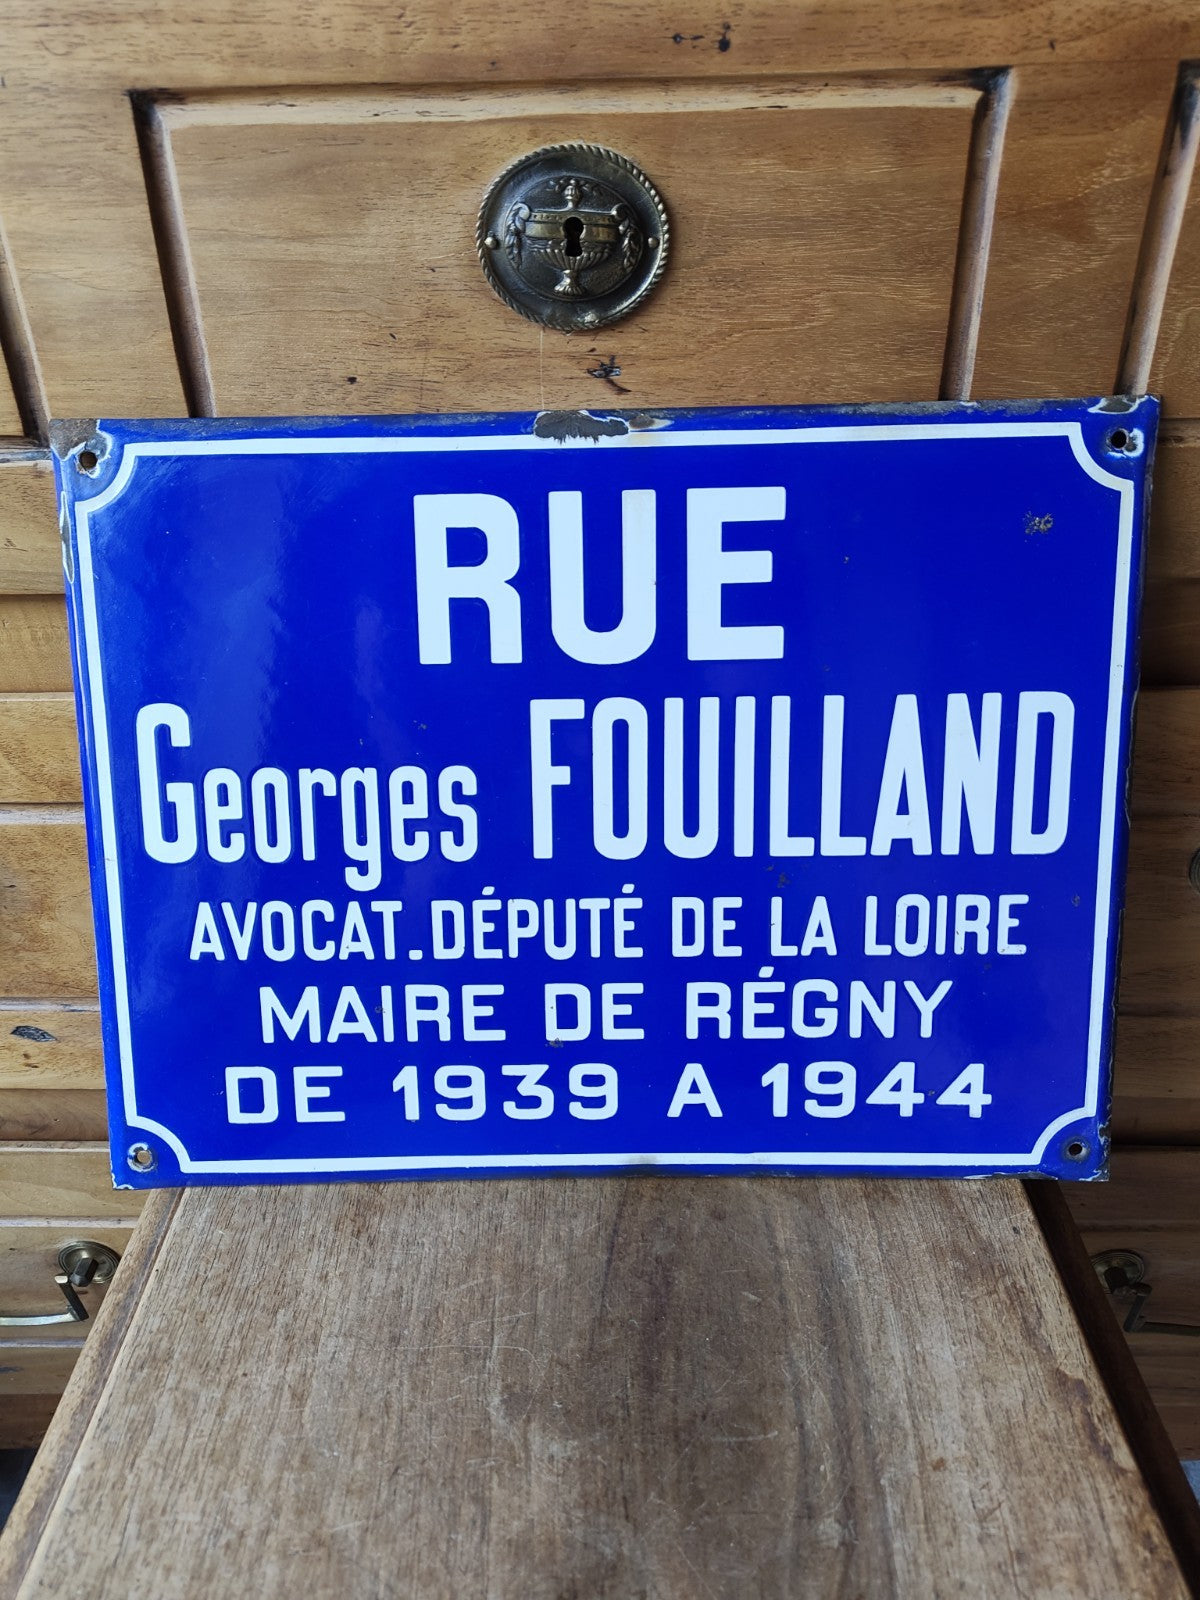 RUE
Georges FOUILLAND
AVOCAT.DÉPUTÉ DE LA LOIRE
MAIRE DE RÉGNY
DE 1939 A 1944